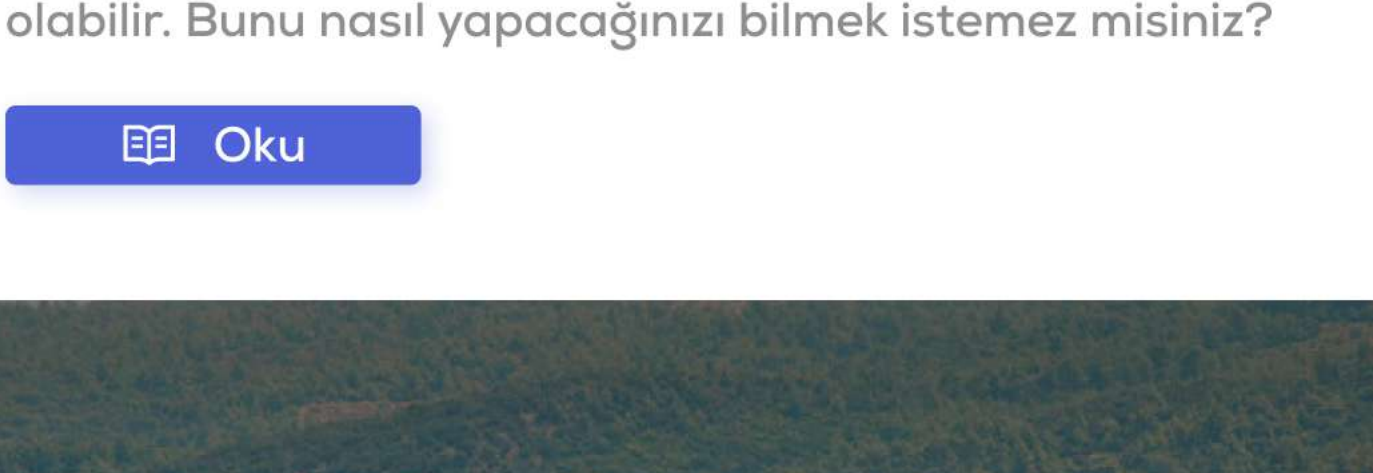 olabilir. Bunu nasıl yapacağınızı bilmek istemez misiniz?
Oku